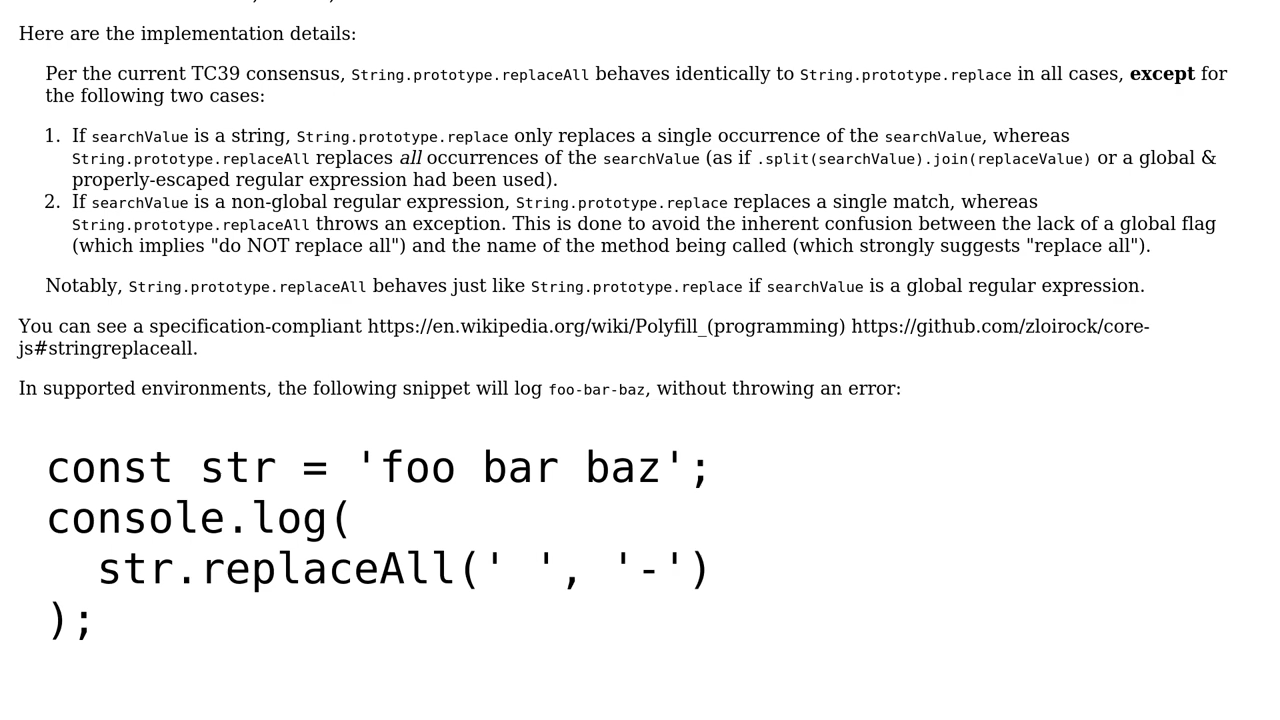 Here are the implementation details:
Per the current TC39 consensus, String.prototype.replaceAll behaves identically to String.prototype.replace in all cases, except for
the following two cases:
1. If searchValue is a string, String.prototype.replace only replaces a single occurrence of the searchValue, whereas
String.prototype.replaceAll replaces all occurrences of the searchValue (as if .split(searchValue).join(replaceValue) or a global &
properly-escaped regular expression had been used).
2. If searchValue is a non-global regular expression, String.prototype.replace replaces a single match, whereas
String.prototype.replaceAll throws an exception. This is done to avoid the inherent confusion between the lack of a global flag
(which implies "do NOT replace all") and the name of the method being called (which strongly suggests "replace all").
Notably, String.prototype.replaceAll behaves just like String.prototype.replace if searchValue is a global regular expression.
You can see a specification-compliant https://en.wikipedia.org/wiki/Polyfill_(programming) https://github.com/zloirock/core-
js#stringreplaceall.
In supported environments, the following snippet will log foo-bar-baz, without throwing an error:
const str = 'foo bar baz';
console.log(
  str.replaceAll(' ', '-')
);